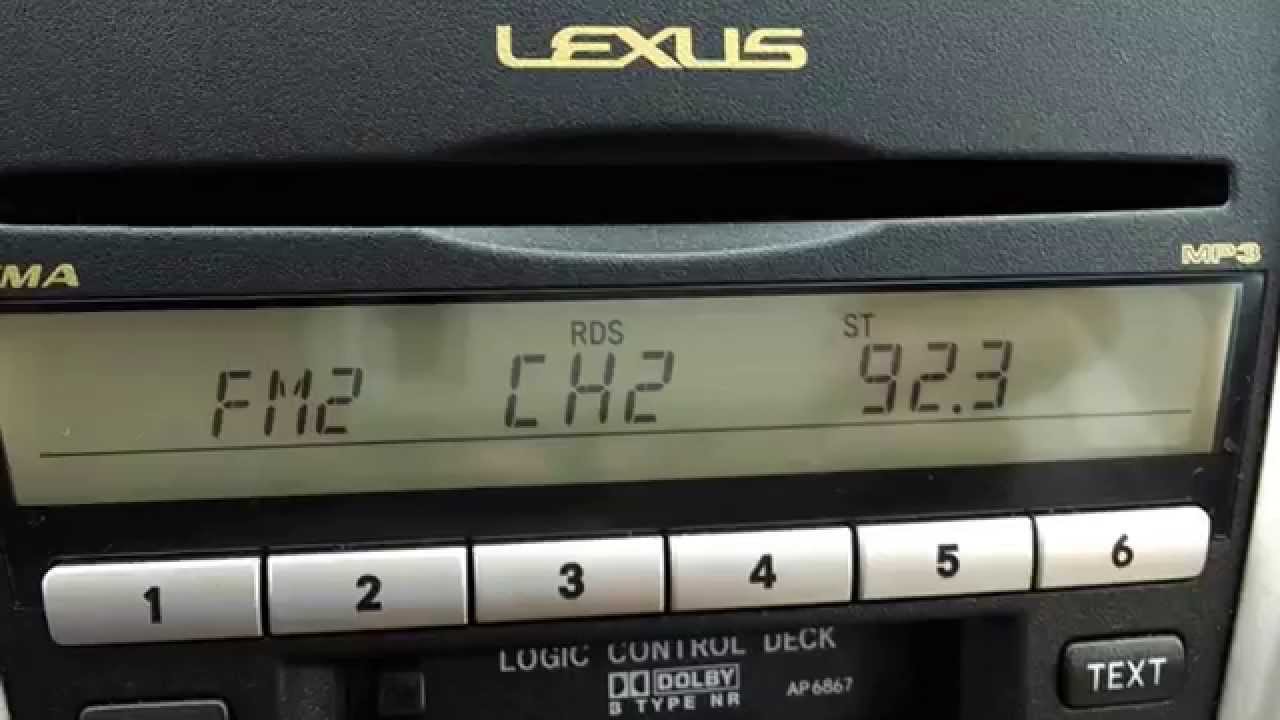 LEXUS
WMA MP3
RDS ST
FM2 CH2 92.3
1 2 3 4 5 6
LOGIC CONTROL DECK
DOLBY
B TYPE NR
AP6867
TEXT